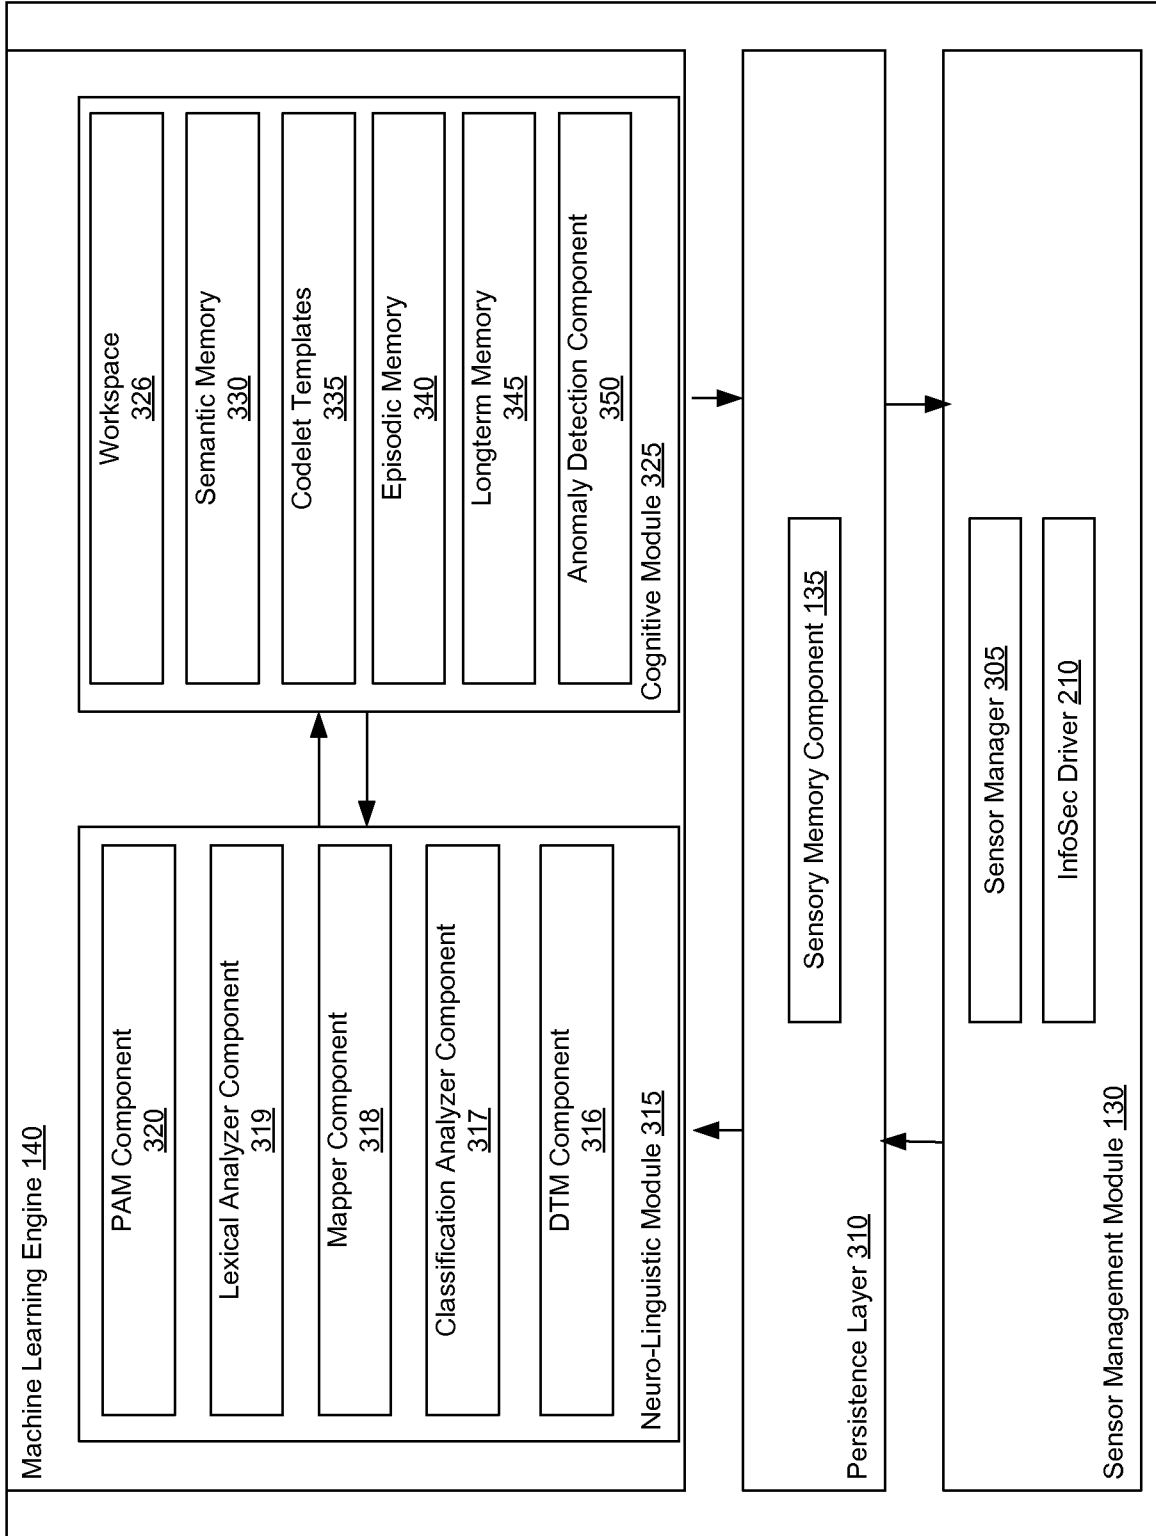 Machine Learning Engine 140
PAM Component
320
Lexical Analyzer Component
319
Mapper Component
318
Classification Analyzer Component
317
DTM Component
316
Neuro-Linguistic Module 315
Workspace
326
Semantic Memory
330
Codelet Templates
335
Episodic Memory
340
Longterm Memory
345
Anomaly Detection Component
350
Cognitive Module 325
Sensory Memory Component 135
Persistence Layer 310
Sensor Manager 305
InfoSec Driver 210
Sensor Management Module 130